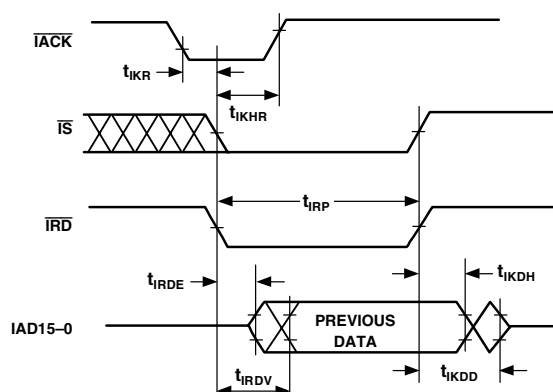 IACK
tIKR
tIKHR
IS
tIRP
IRD
tIRDE
tIKDH
IAD15–0
PREVIOUS
DATA
tIKDD
tIRDV